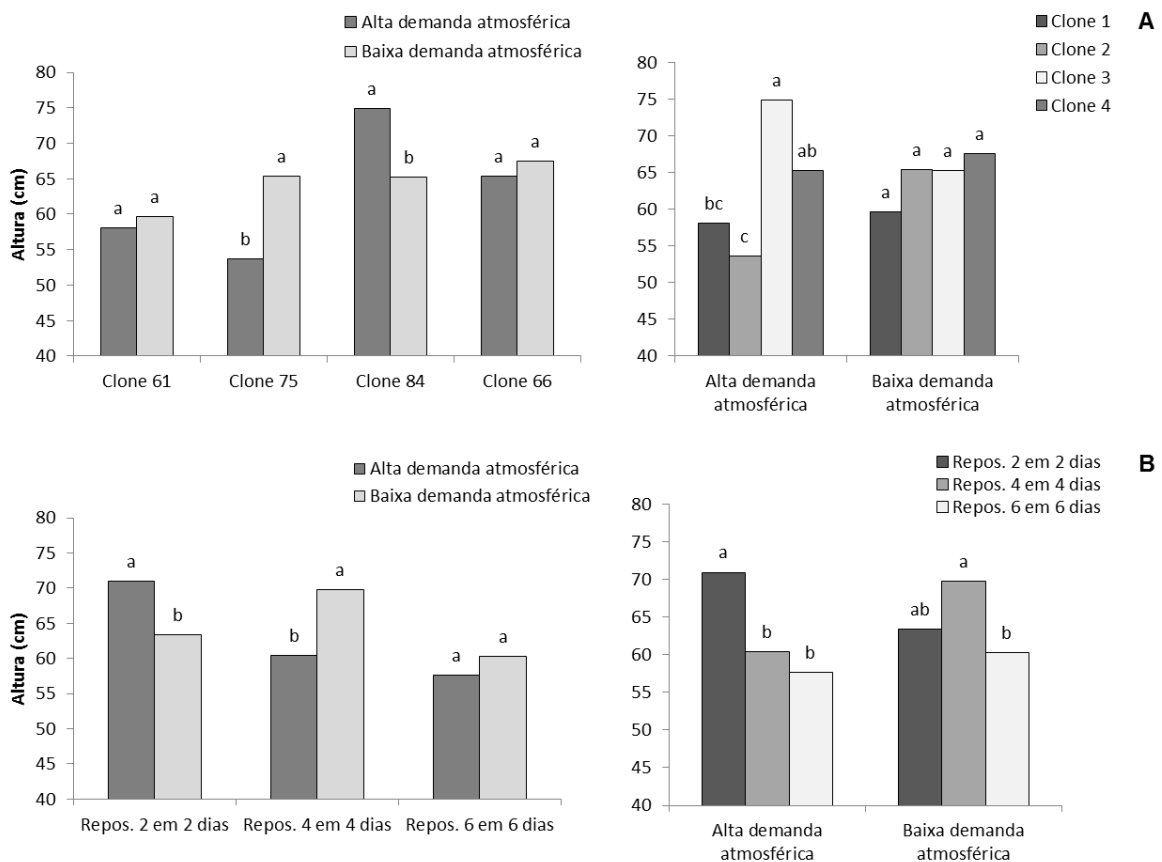 Alta demanda atmosférica
Baixa demanda atmosférica
Altura (cm)
80
75
70
65
60
55
50
45
40
a
a
b
a
a
b
a
a
Clone 61
Clone 75
Clone 84
Clone 66
A
Clone 1
Clone 2
Clone 3
Clone 4
80
75
70
65
60
55
50
45
40
bc
c
a
ab
a
a
a
a
Alta demanda
atmosférica
Baixa demanda
atmosférica
Alta demanda atmosférica
Baixa demanda atmosférica
Altura (cm)
80
75
70
65
60
55
50
45
40
a
b
b
a
a
a
Repos. 2 em 2 dias
Repos. 4 em 4 dias
Repos. 6 em 6 dias
B
Repos. 2 em 2 dias
Repos. 4 em 4 dias
Repos. 6 em 6 dias
80
75
70
65
60
55
50
45
40
a
b
b
ab
a
b
Alta demanda
atmosférica
Baixa demanda
atmosférica